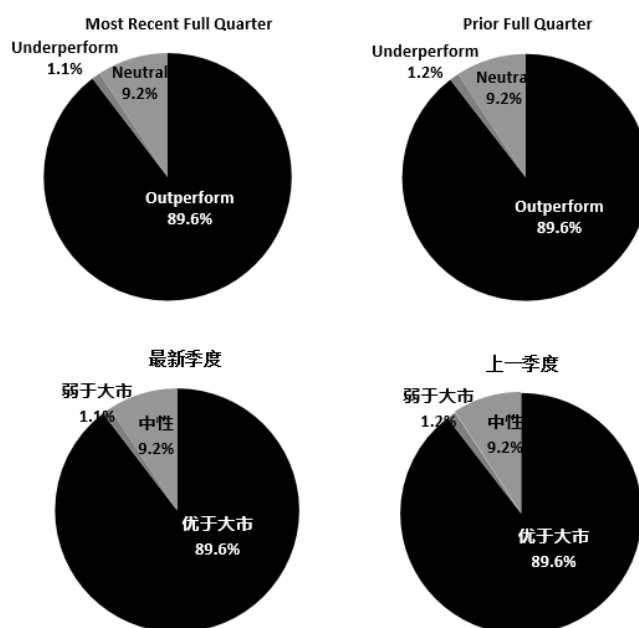 Most Recent Full Quarter
Underperform
1.1%
Neutral
9.2%
Outperform
89.6%
Prior Full Quarter
Underperform
1.2%
Neutral
9.2%
Outperform
89.6%
最新季度
弱于大市
1.1%
中性
9.2%
优于大市
89.6%
上一季度
弱于大市
1.2%
中性
9.2%
优于大市
89.6%